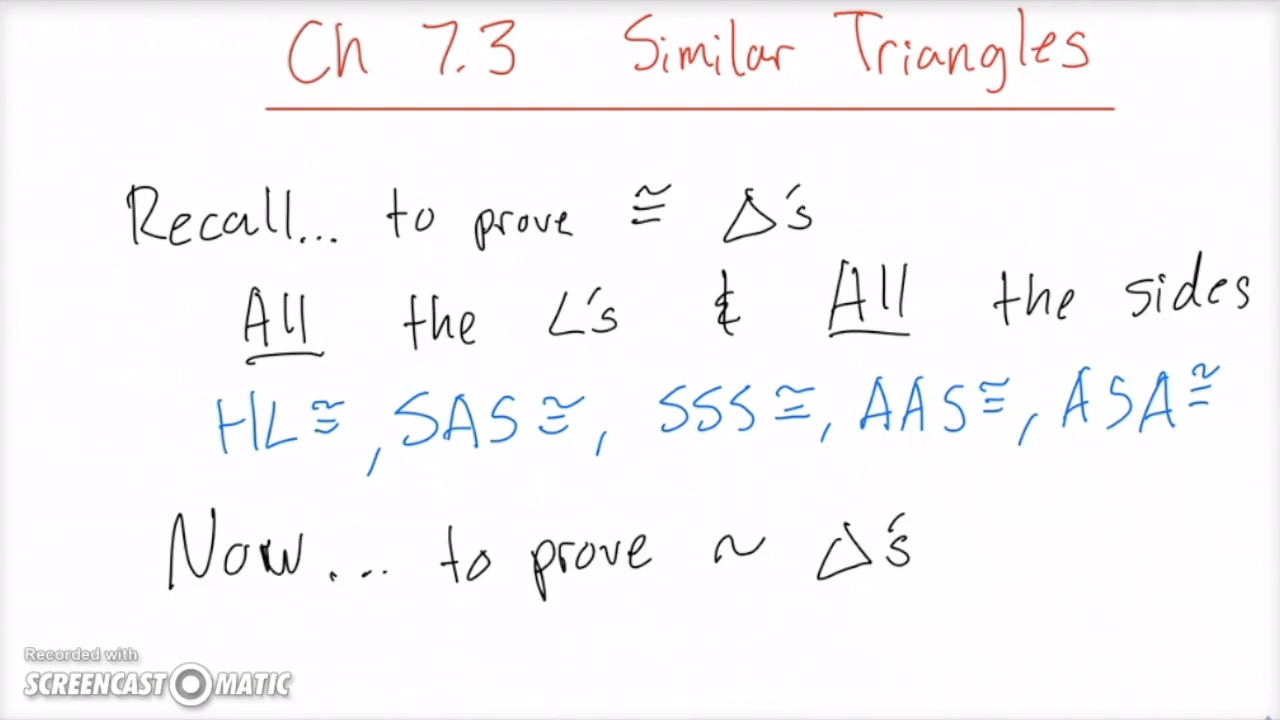 Ch 7.3 Similar Triangles
Recall... to prove ≅ △'s
All the ∠'s & All the sides
HL≅, SAS≅, SSS≅, AAS≅, ASA≅
Now... to prove ~ △'s
Recorded with
SCREENCAST MATIC